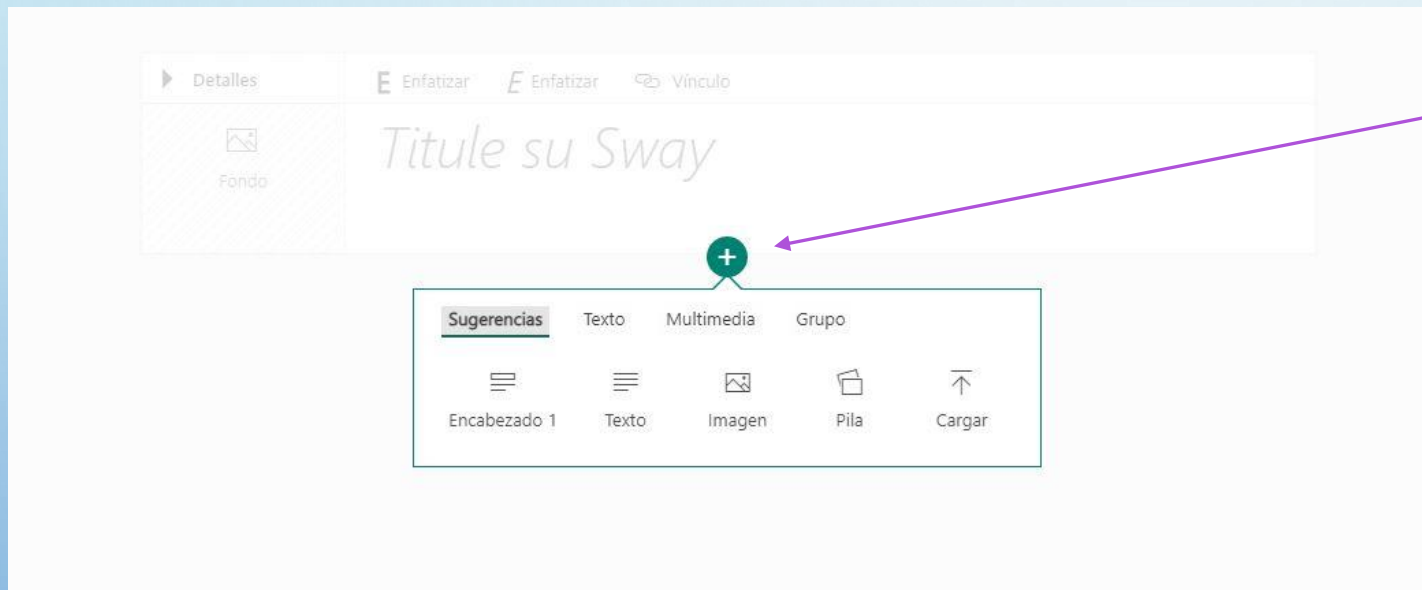 Detalles
E Enfatizar E Enfatizar Vínculo
Fondo
Titule su Sway
+
Sugerencias Texto Multimedia Grupo
Encabezado 1 Texto Imagen Pila Cargar